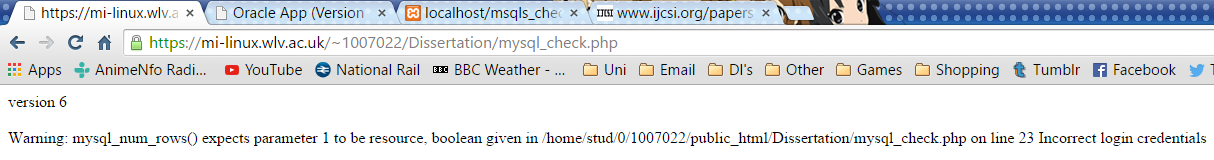 https://mi-linux.wlv.a Oracle App (Version localhost/msqls_che www.ijcsi.org/papers
https://mi-linux.wlv.ac.uk/~1007022/Dissertation/mysql_check.php
Apps AnimeNfo Radi... YouTube National Rail BBC BBC Weather - ... Uni Email DI's Other Games Shopping Tumblr Facebook
version 6
Warning: mysql_num_rows() expects parameter 1 to be resource, boolean given in /home/stud/0/1007022/public_html/Dissertation/mysql_check.php on line 23 Incorrect login credentials